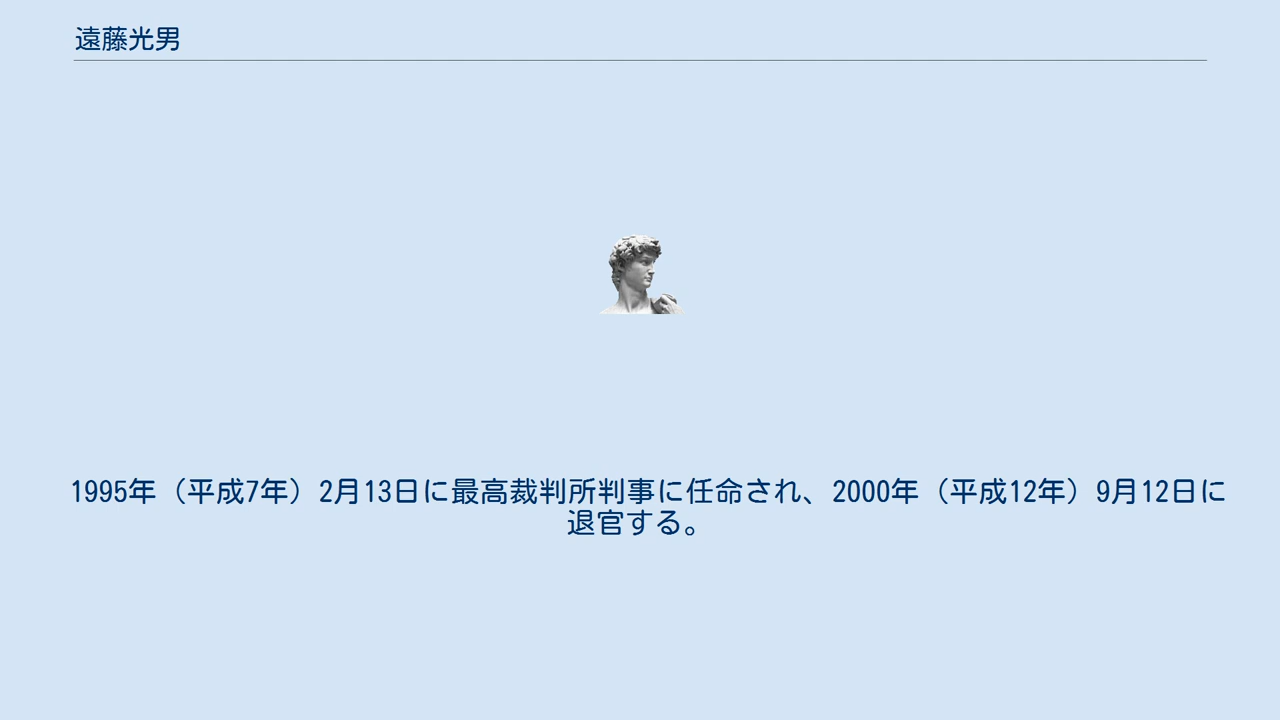 遠藤光男
1995年（平成7年）2月13日に最高裁判所判事に任命され、2000年（平成12年）9月12日に
退官する。